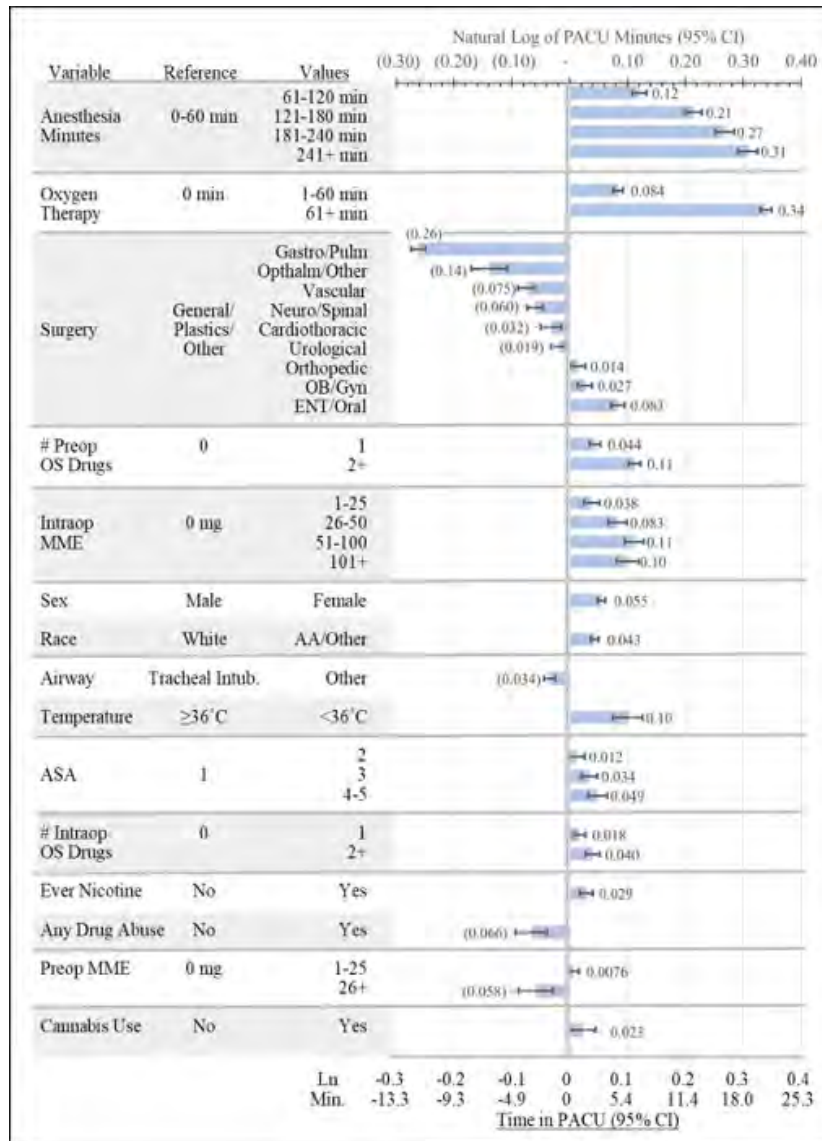 Natural Log of PACU Minutes (95% CI)
Variable Reference Values (0.30) (0.20) (0.10) - 0.10 0.20 0.30 0.40
61-120 min 0.12
Anesthesia 0-60 min 121-180 min 0.21
Minutes 181-240 min 0.27
241+ min 0.31
Oxygen 0 min 1-60 min 0.084
Therapy 61+ min 0.34
(0.26)
Gastro/Pulm
Opthalm/Other (0.14)
Vascular (0.075)
General/ Neuro/Spinal (0.060)
Surgery Plastics/ Cardiothoracic (0.032)
Other Urological (0.019)
Orthopedic 0.014
OB/Gyn 0.027
ENT/Oral
# Preop 0 1 0.044
OS Drugs 2+ 0.11
1-25 0.038
Intraop 0 mg 26-50 0.083
MME 51-100 0.11
101+ 0.10
Sex Male Female 0.055
Race White AA/Other 0.043
Airway Tracheal Intub. Other (0.034)
Temperature ≥36˚C <36˚C 0.10
2 0.012
ASA 1 3 0.034
4-5 0.049
# Intraop 0 1 0.018
OS Drugs 2+ 0.040
Ever Nicotine No Yes 0.029
Any Drug Abuse No Yes (0.066)
Preop MME 0 mg 1-25 0.0076
26+ (0.058)
Cannabis Use No Yes 0.023
Ln -0.3 -0.2 -0.1 0 0.1 0.2 0.3 0.4
Min. -13.3 -9.3 -4.9 0 5.4 11.4 18.0 25.3
Time in PACU (95% CI)